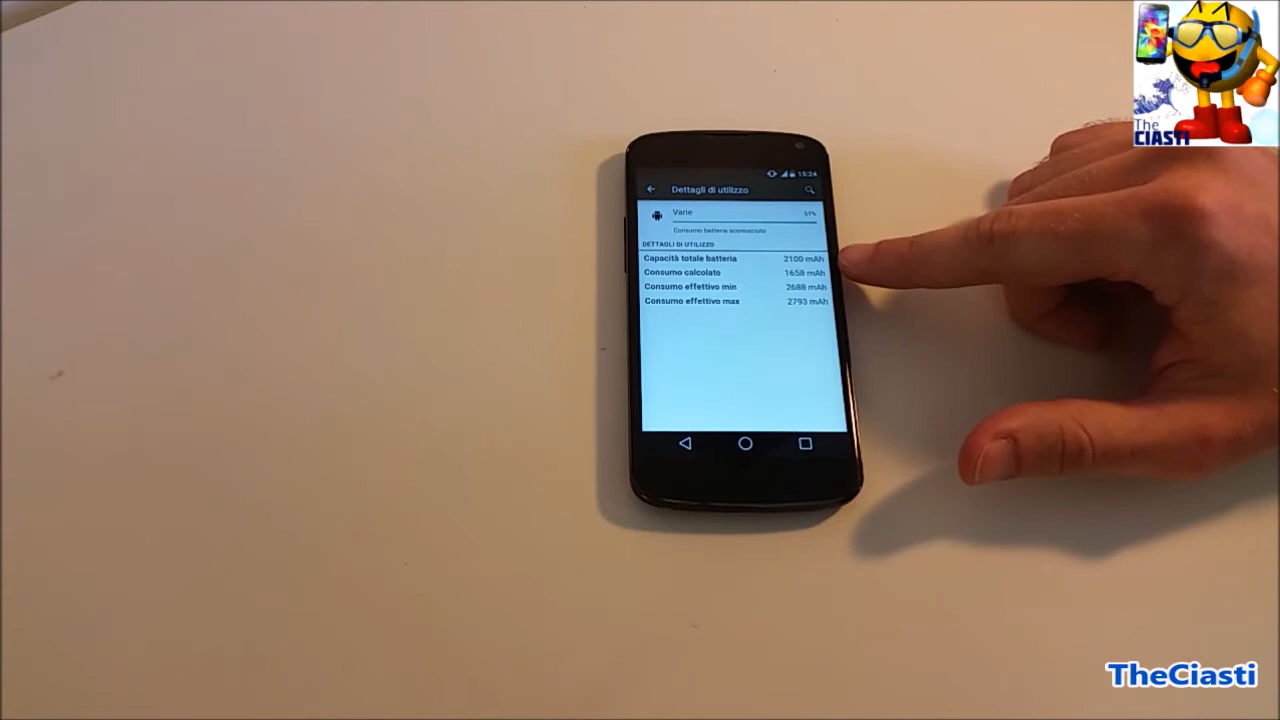 The
CIASTI
15:24
Dettagli di utilizzo
Varie 51%
Consumo batteria sconosciuto
DETTAGLI DI UTILIZZO
Capacità totale batteria 2100 mAh
Consumo calcolato 1658 mAh
Consumo effettivo min 2688 mAh
Consumo effettivo max 2793 mAh
TheCiasti